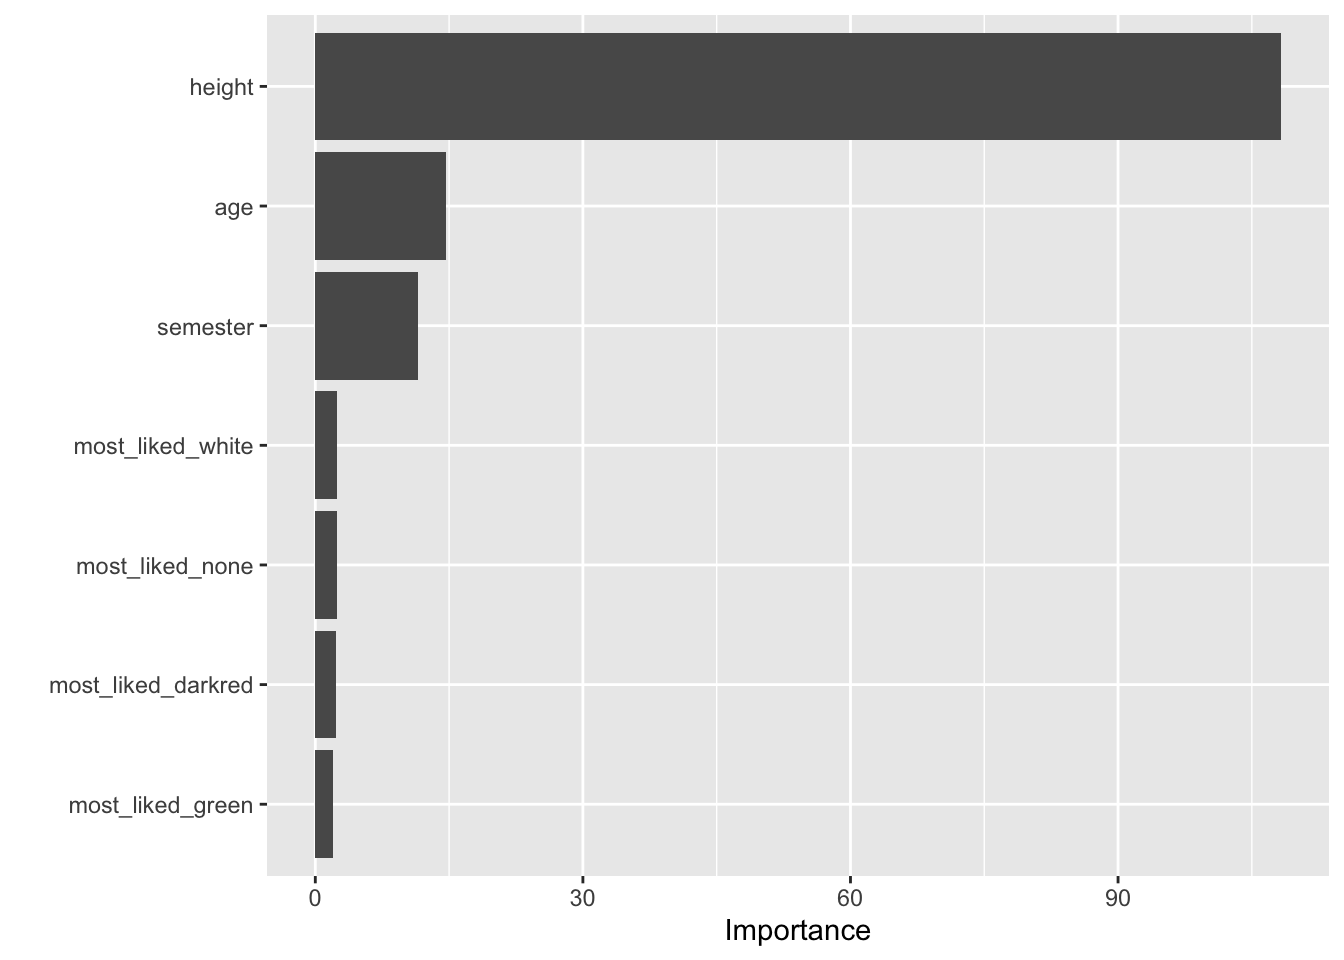 height
age
semester
most_liked_white
most_liked_none
most_liked_darkred
most_liked_green
0 30 60 90
Importance